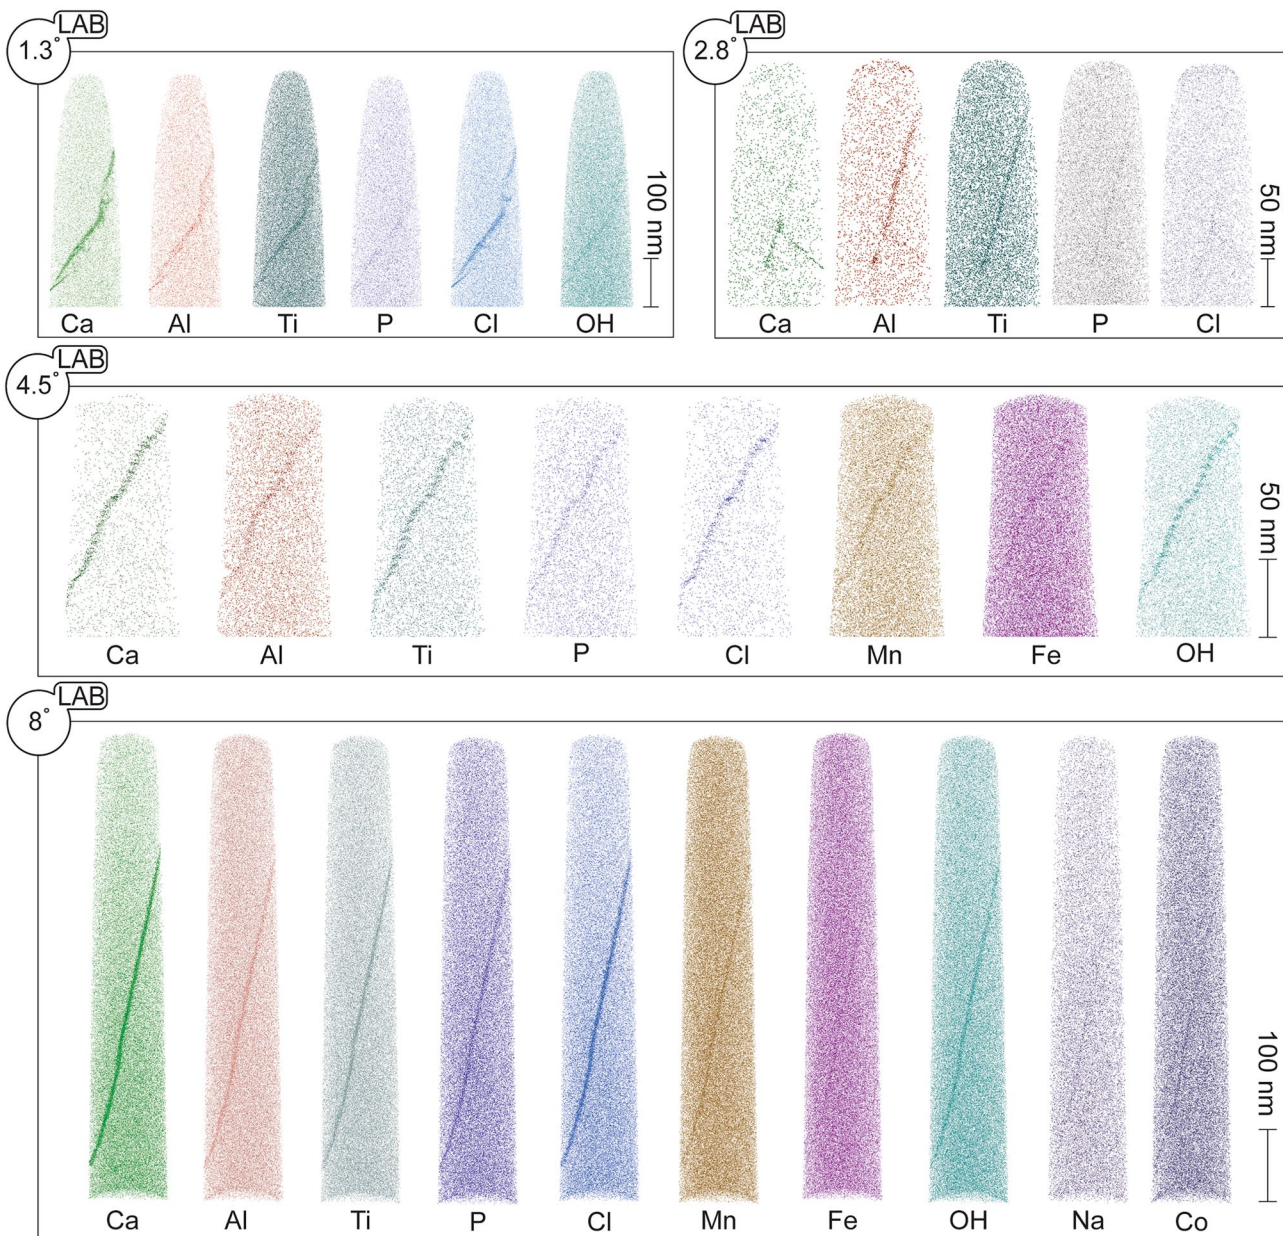 LAB
1.3°
Ca Al Ti P Cl OH
100 nm
LAB
2.8°
Ca Al Ti P Cl
50 nm
LAB
4.5°
Ca Al Ti P Cl Mn Fe OH
50 nm
LAB
8°
Ca Al Ti P Cl Mn Fe OH Na Co
100 nm